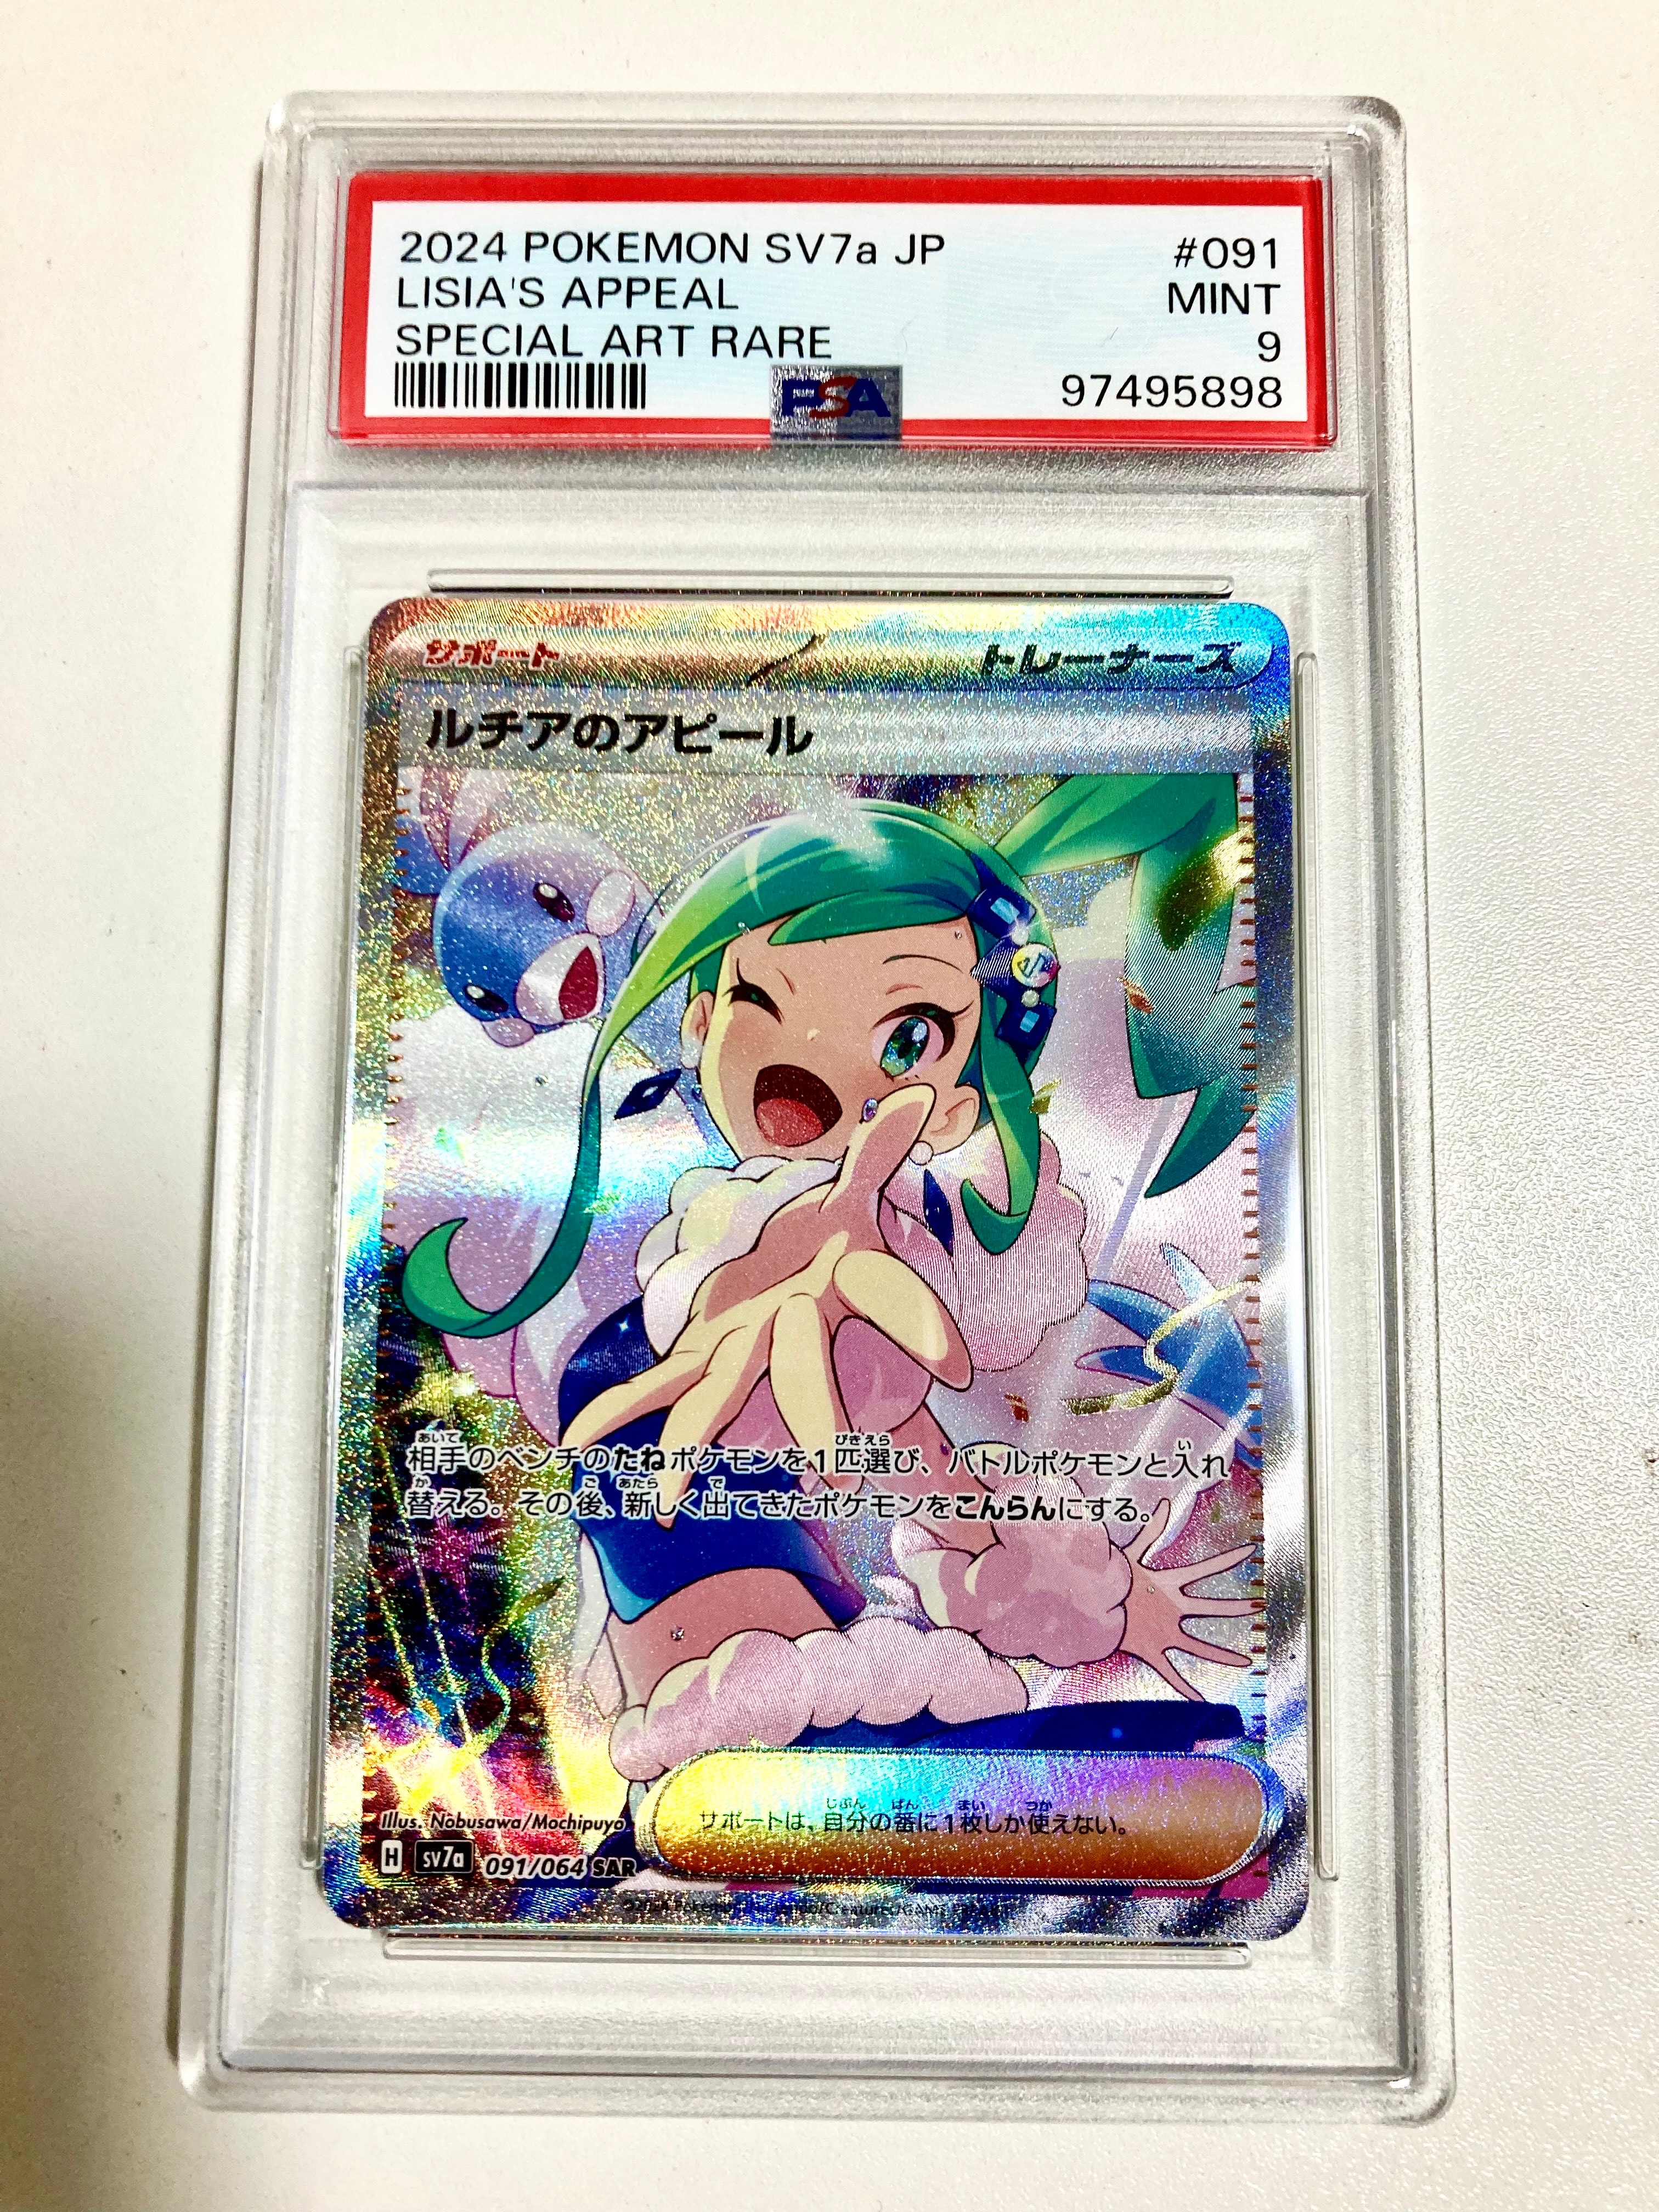 2024 POKEMON SV7a JP #091
LISIA'S APPEAL MINT
SPECIAL ART RARE 9
PSA 97495898
サポート トレーナーズ
ルチアのアピール
相手のベンチのたねポケモンを1匹選び、バトルポケモンと入れ
替える。その後、新しく出てきたポケモンをこんらんにする。
Illus. Nobusawa/Mochipuyo
サポートは、自分の番に1枚しか使えない。
H sv7a 091/064 SAR